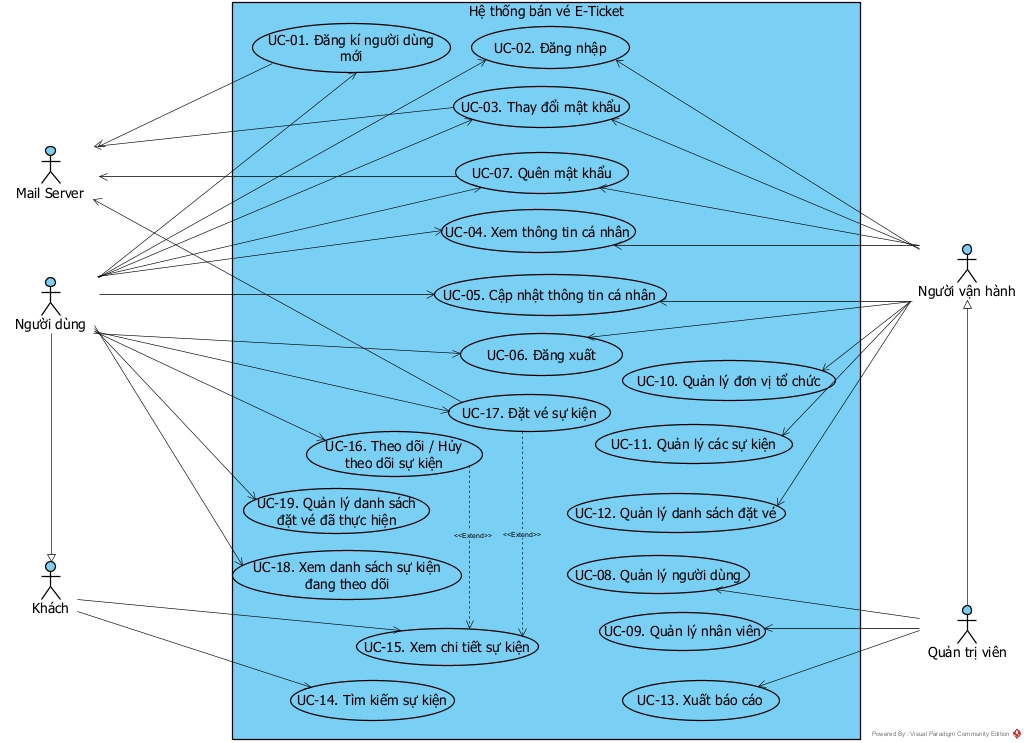 Hệ thống bán vé E-Ticket
UC-01. Đăng kí người dùng
mới
UC-02. Đăng nhập
UC-03. Thay đổi mật khẩu
Mail Server
UC-07. Quên mật khẩu
UC-04. Xem thông tin cá nhân
Người dùng
Người vận hành
UC-05. Cập nhật thông tin cá nhân
UC-06. Đăng xuất
UC-10. Quản lý đơn vị tổ chức
UC-17. Đặt vé sự kiện
UC-16. Theo dõi / Hủy
theo dõi sự kiện
UC-11. Quản lý các sự kiện
UC-19. Quản lý danh sách
đặt vé đã thực hiện
UC-12. Quản lý danh sách đặt vé
<<Extend>>
<<Extend>>
UC-18. Xem danh sách sự kiện
đang theo dõi
UC-08. Quản lý người dùng
Khách
UC-09. Quản lý nhân viên
UC-15. Xem chi tiết sự kiện
Quản trị viên
UC-14. Tìm kiếm sự kiện
UC-13. Xuất báo cáo
Powered By: Visual Paradigm Community Edition